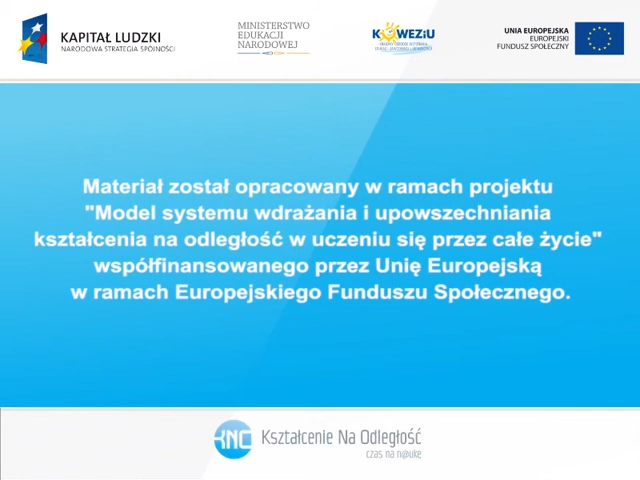 KAPITAŁ LUDZKI
NARODOWA STRATEGIA SPÓJNOŚCI
MINISTERSTWO
EDUKACJI
NARODOWEJ
KOWEZiU
UNIA EUROPEJSKA
EUROPEJSKI
FUNDUSZ SPOŁECZNY
Materiał został opracowany w ramach projektu
"Model systemu wdrażania i upowszechniania
kształcenia na odległość w uczeniu się przez całe życie"
współfinansowanego przez Unię Europejską
w ramach Europejskiego Funduszu Społecznego.
KNO
Kształcenie Na Odległość
czas na n@ukę